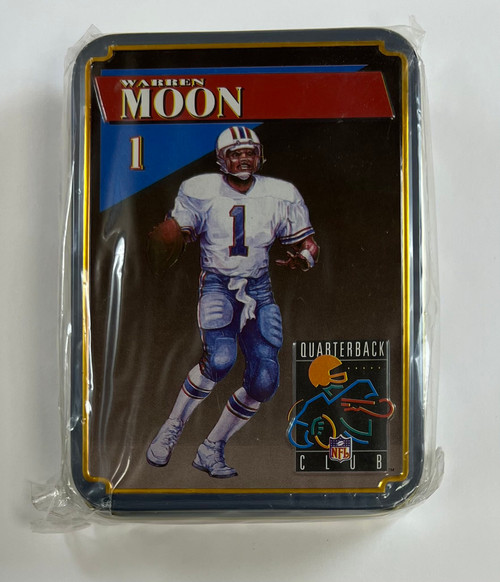 WARREN
MOON
1
1
QUARTERBACK
NFL
CLUB